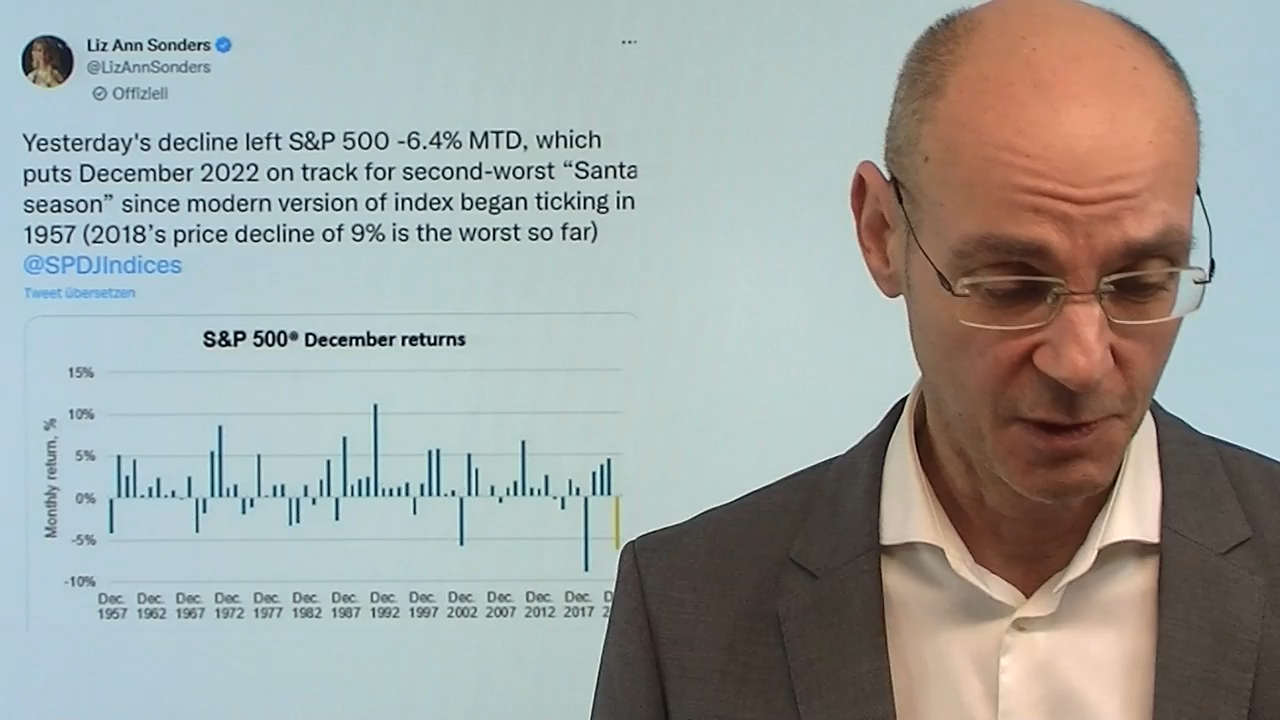 Liz Ann Sonders
@LizAnnSonders
Offiziell
Yesterday's decline left S&P 500 -6.4% MTD, which
puts December 2022 on track for second-worst “Santa
season” since modern version of index began ticking in
1957 (2018’s price decline of 9% is the worst so far)
@SPDJIndices
Tweet übersetzen
S&P 500® December returns
Monthly return, %
15%
10%
5%
0%
-5%
-10%
Dec. Dec. Dec. Dec. Dec. Dec. Dec. Dec. Dec. Dec. Dec. Dec. Dec. D
1957 1962 1967 1972 1977 1982 1987 1992 1997 2002 2007 2012 2017 2